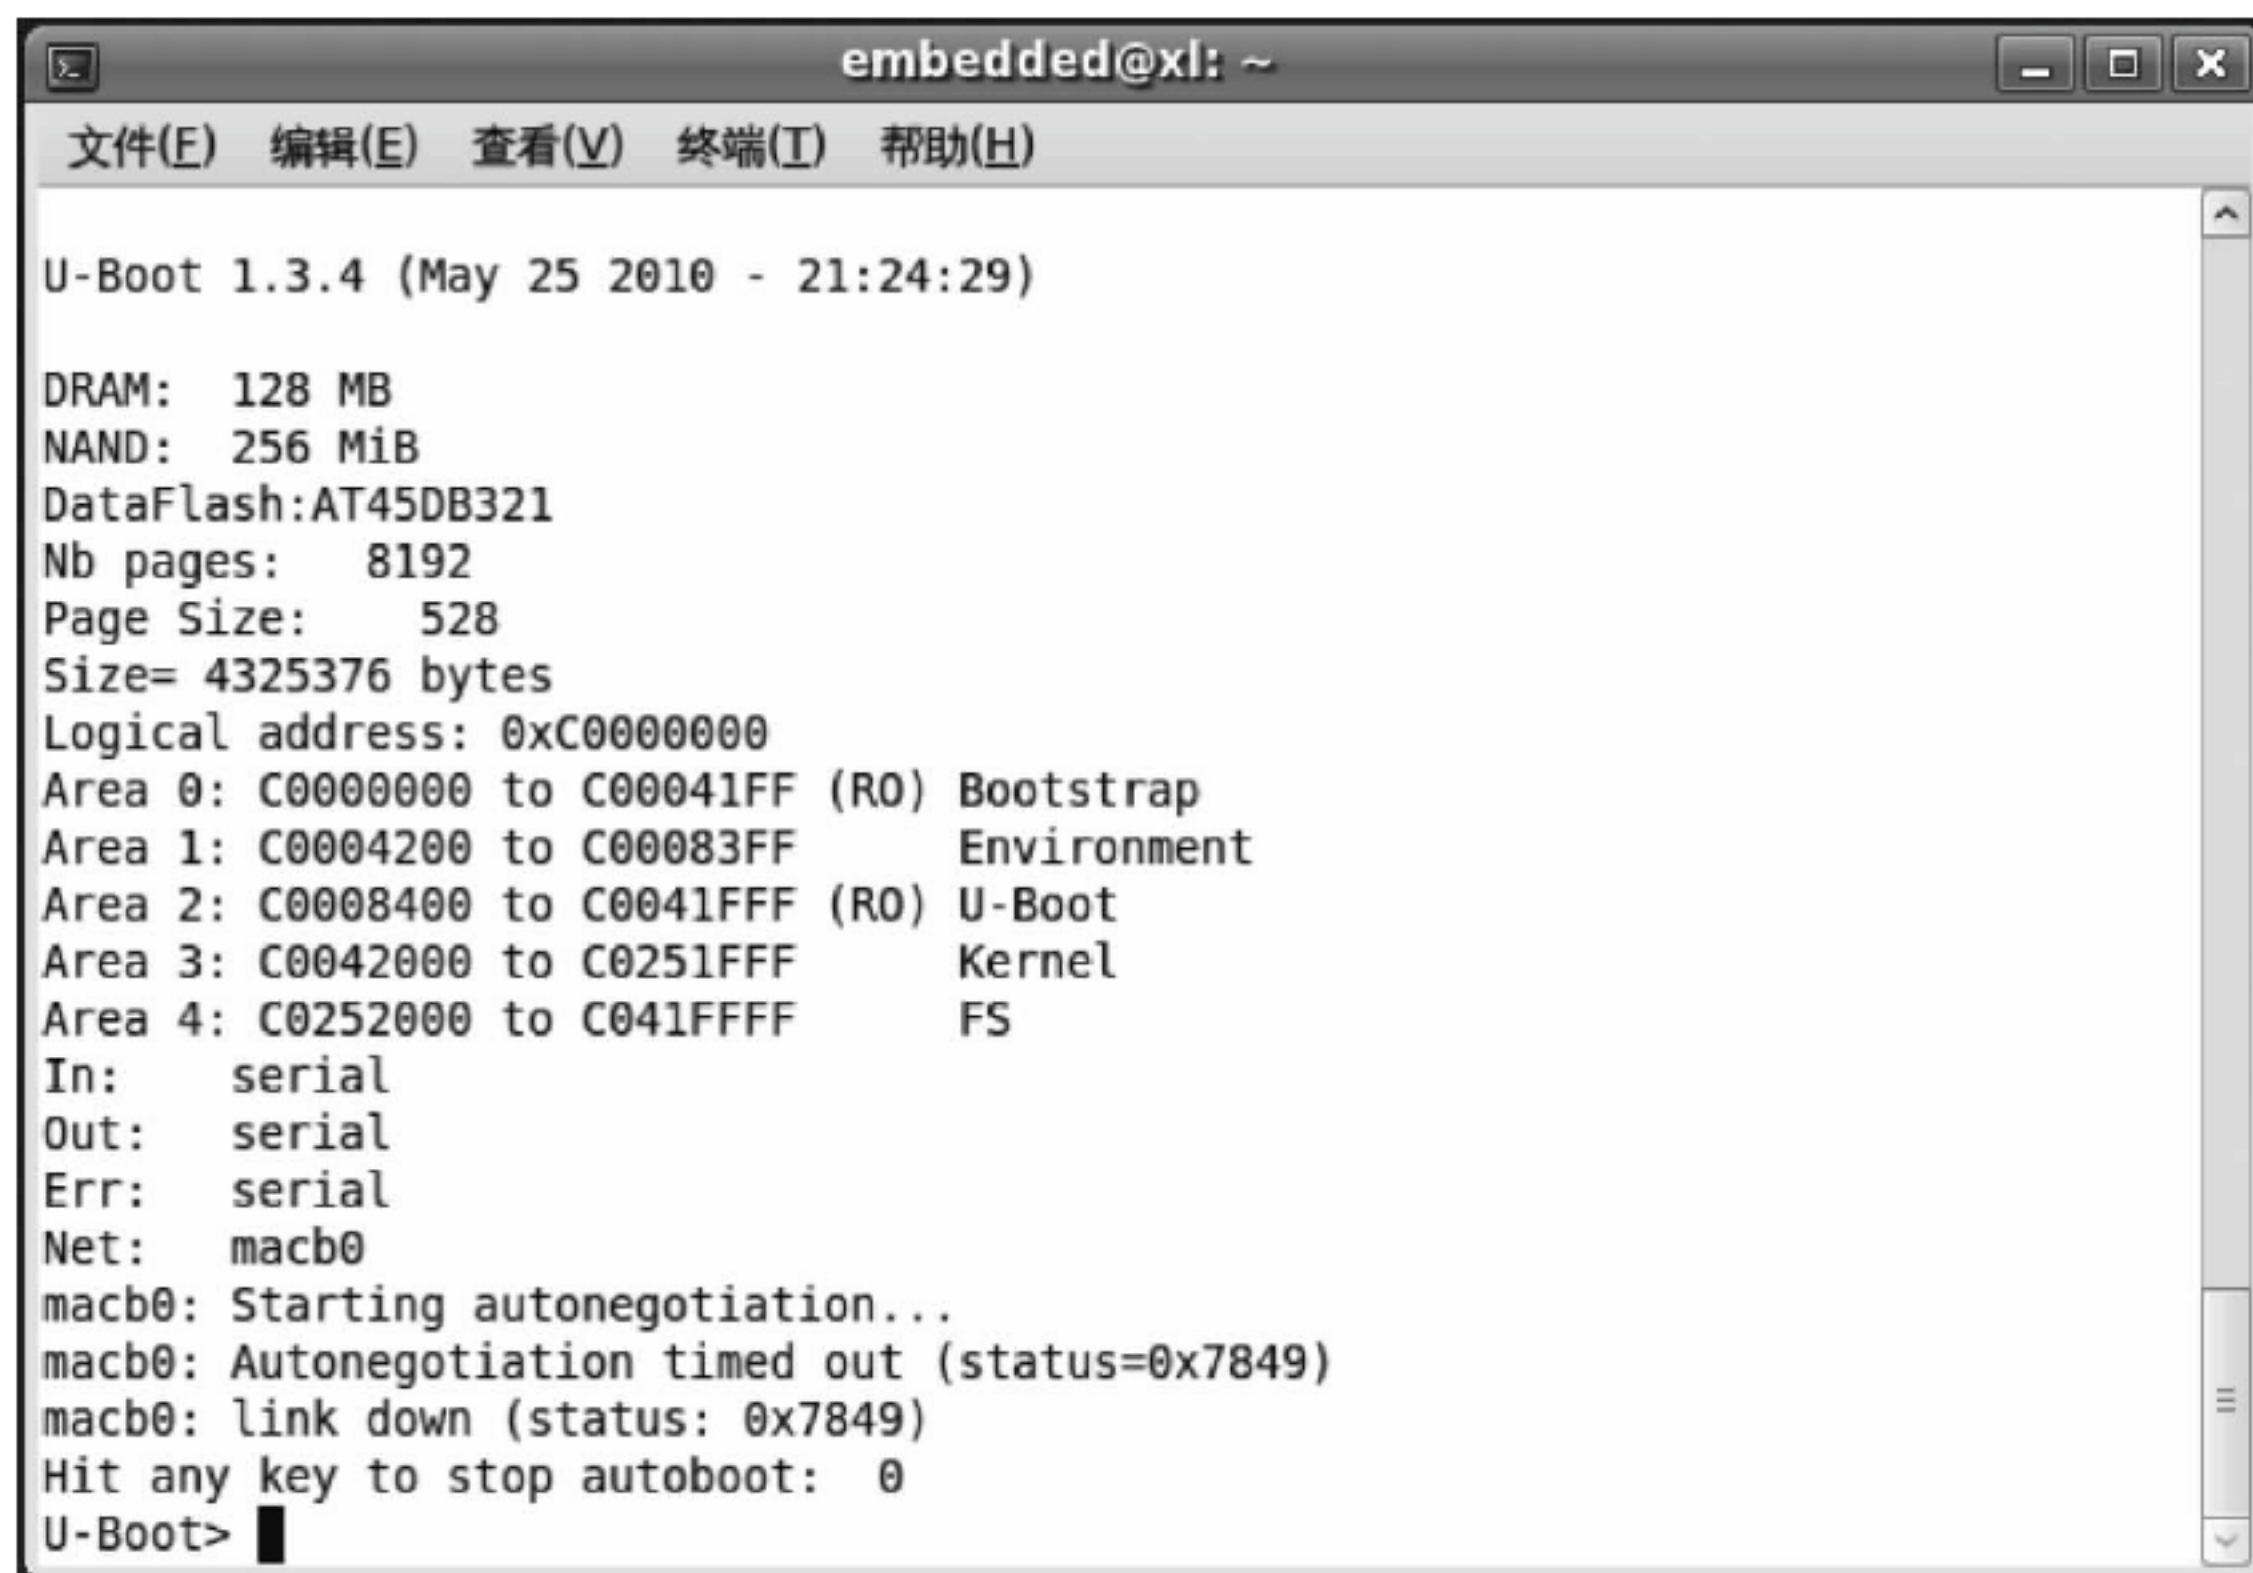 embedded@xl: ~
文件(F) 编辑(E) 查看(V) 终端(T) 帮助(H)
U-Boot 1.3.4 (May 25 2010 - 21:24:29)
DRAM:  128 MB
NAND:  256 MiB
DataFlash:AT45DB321
Nb pages:   8192
Page Size:    528
Size= 4325376 bytes
Logical address: 0xC0000000
Area 0: C0000000 to C00041FF (RO) Bootstrap
Area 1: C0004200 to C00083FF      Environment
Area 2: C0008400 to C0041FFF (RO) U-Boot
Area 3: C0042000 to C0251FFF      Kernel
Area 4: C0252000 to C041FFFF      FS
In:    serial
Out:   serial
Err:   serial
Net:   macb0
macb0: Starting autonegotiation...
macb0: Autonegotiation timed out (status=0x7849)
macb0: link down (status: 0x7849)
Hit any key to stop autoboot:  0
U-Boot>